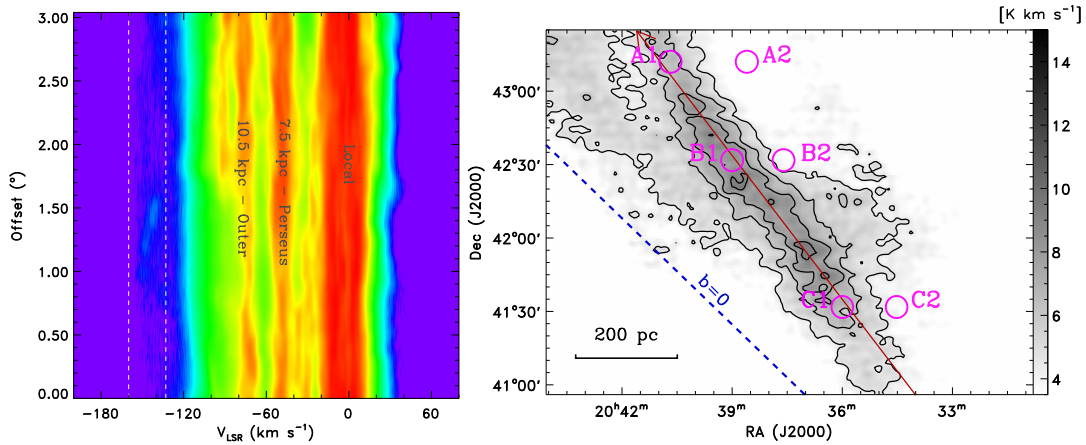 3.00
2.50
2.00
1.50
1.00
0.50
0.00
Offset (°)
−180
−120
−60
0
60
V_LSR (km s⁻¹)
10.5 kpc − Outer
7.5 kpc − Perseus
Local
[K km s⁻¹]
14
12
10
8
6
4
43°00′
42°30′
42°00′
41°30′
41°00′
Dec (J2000)
A1
A2
B1
B2
C1
C2
b=0
200 pc
20ʰ42ᵐ
39ᵐ
36ᵐ
33ᵐ
RA (J2000)